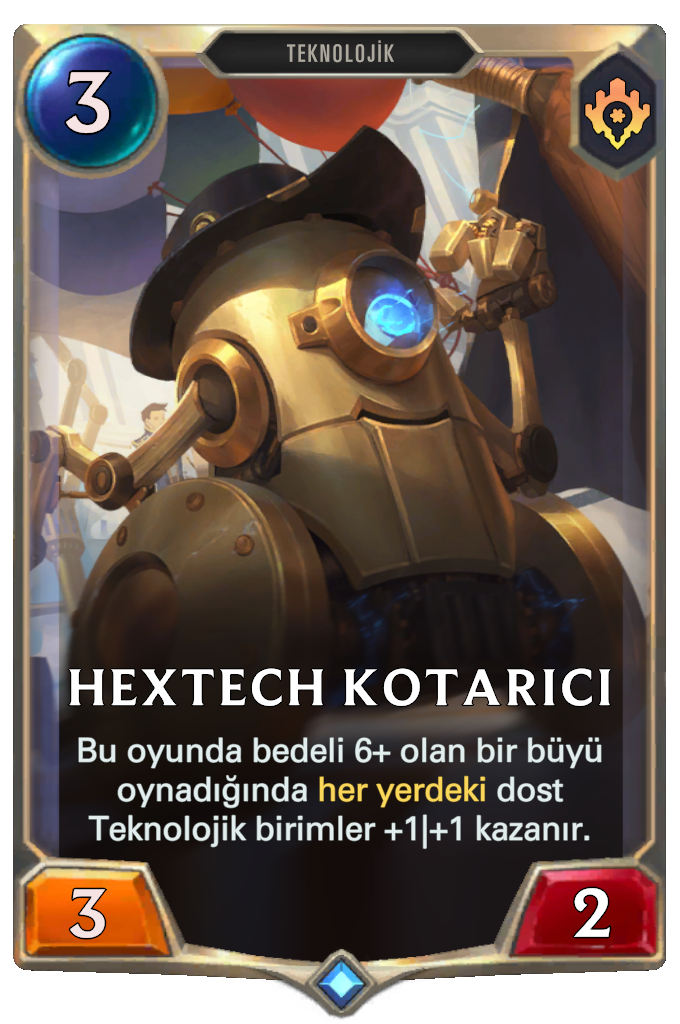 3
TEKNOLOJİK
HEXTECH KOTARICI
Bu oyunda bedeli 6+ olan bir büyü
oynadığında her yerdeki dost
Teknolojik birimler +1|+1 kazanır.
3
2